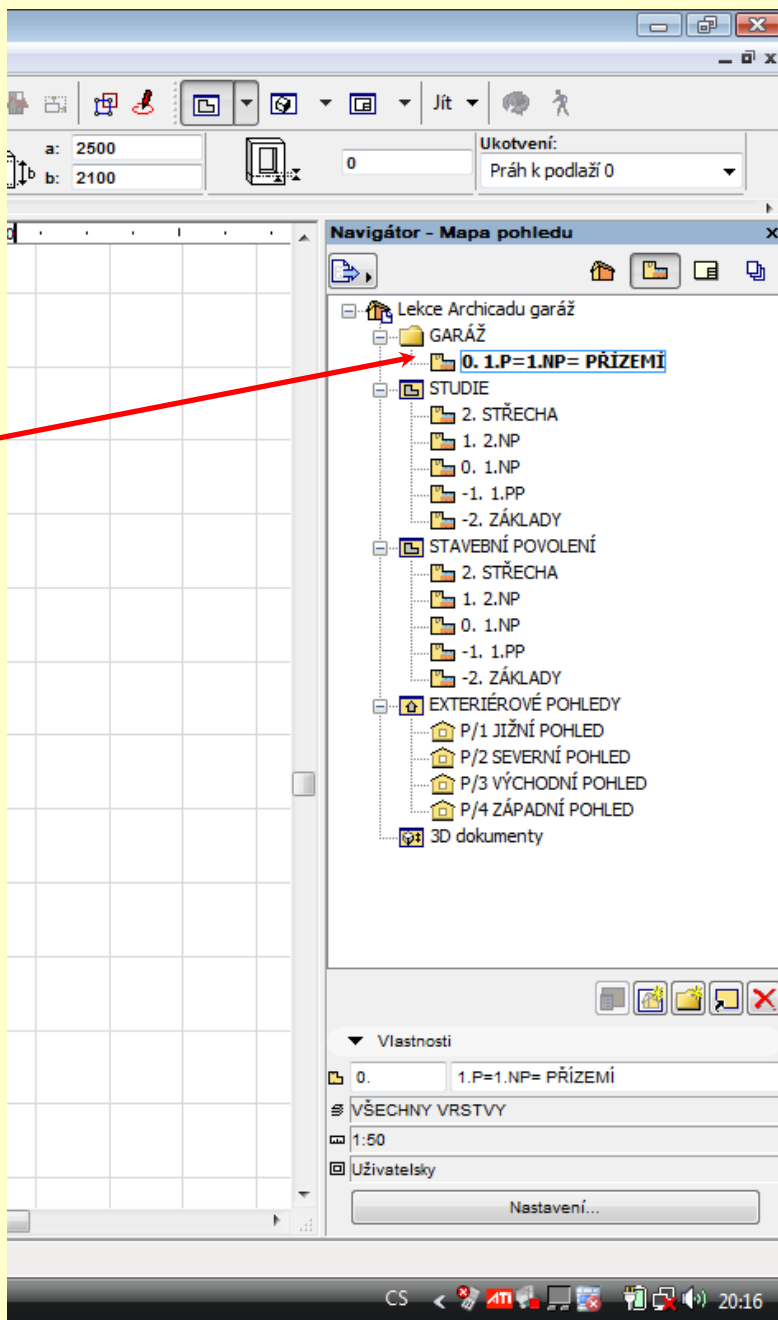 Jít
a: 2500
b: 2100
b
0
Ukotvení:
Práh k podlaží 0
Navigátor - Mapa pohledu
Lekce Archicadu garáž
GARÁŽ
0. 1.P=1.NP= PŘÍZEMÍ
STUDIE
2. STŘECHA
1. 2.NP
0. 1.NP
-1. 1.PP
-2. ZÁKLADY
STAVEBNÍ POVOLENÍ
2. STŘECHA
1. 2.NP
0. 1.NP
-1. 1.PP
-2. ZÁKLADY
EXTERIÉROVÉ POHLEDY
P/1 JIŽNÍ POHLED
P/2 SEVERNÍ POHLED
P/3 VÝCHODNÍ POHLED
P/4 ZÁPADNÍ POHLED
3D dokumenty
Vlastnosti
0. 1.P=1.NP= PŘÍZEMÍ
VŠECHNY VRSTVY
1:50
Uživatelsky
Nastavení...
CS ATI 20:16